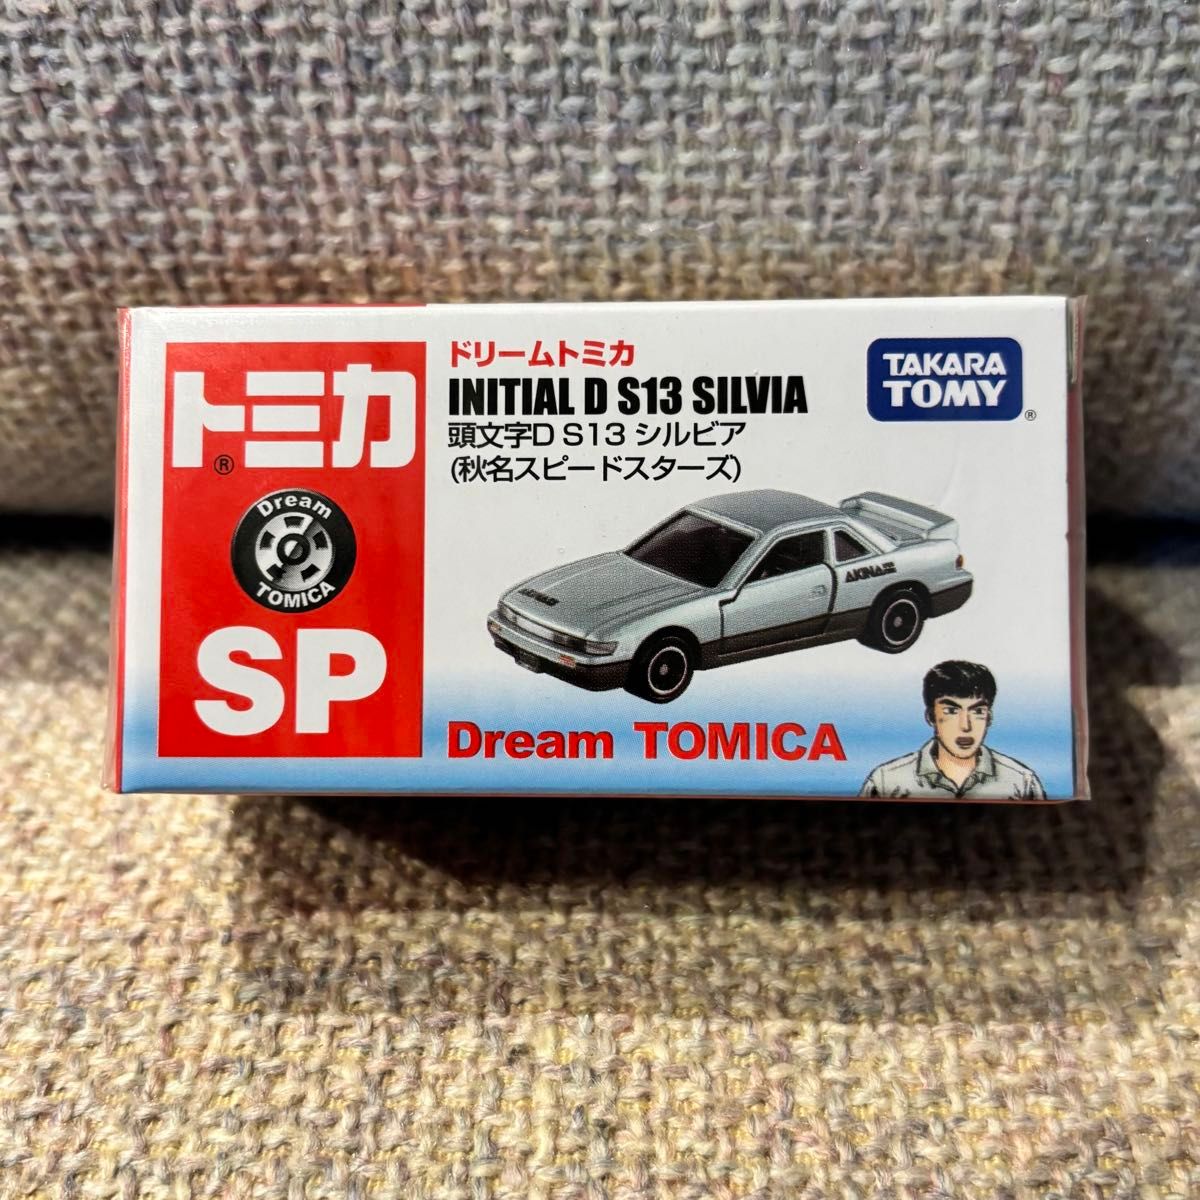 トミカ
®
Dream
TOMICA
SP
ドリームトミカ
INITIAL D S13 SILVIA
頭文字D S13 シルビア
(秋名スピードスターズ)
TAKARA
TOMY
®
AKINA
Dream TOMICA